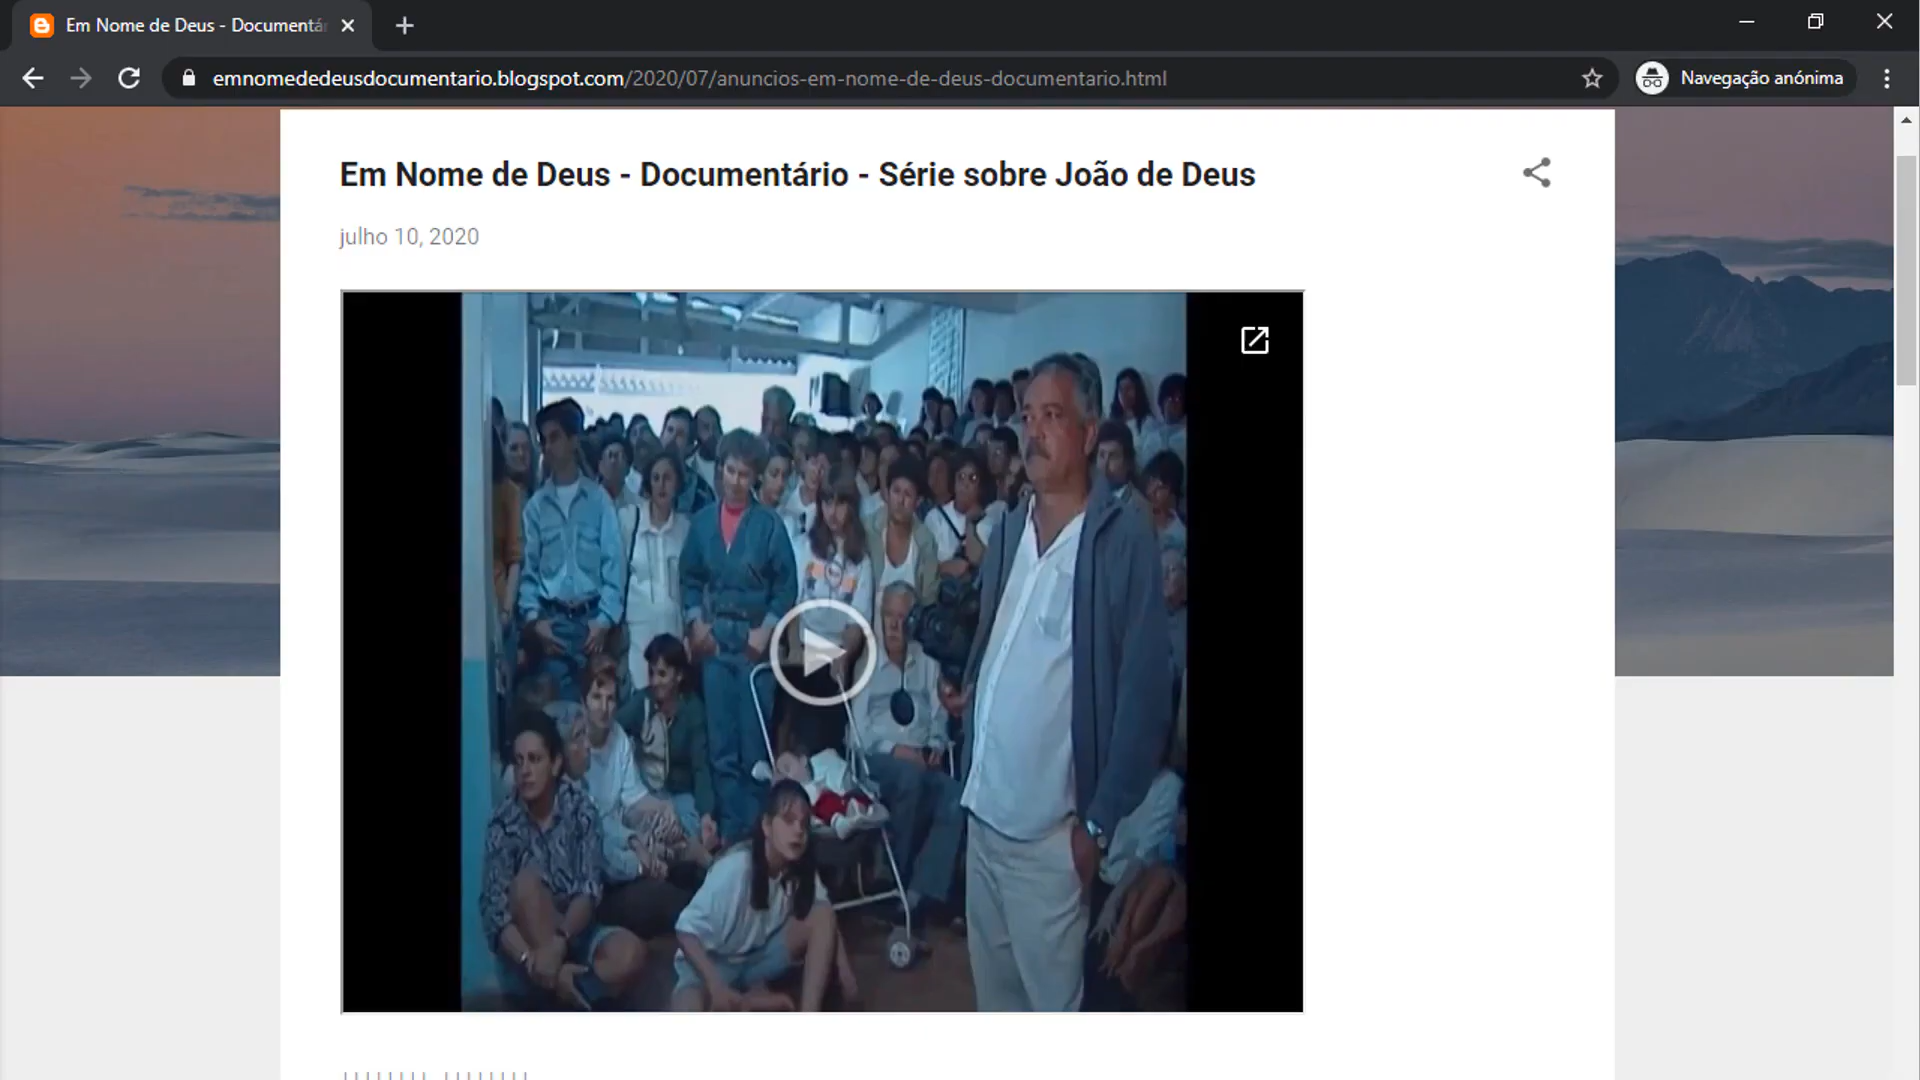 Em Nome de Deus - Documentár
emnomededeusdocumentario.blogspot.com/2020/07/anuncios-em-nome-de-deus-documentario.html
Navegação anónima
Em Nome de Deus - Documentário - Série sobre João de Deus
julho 10, 2020